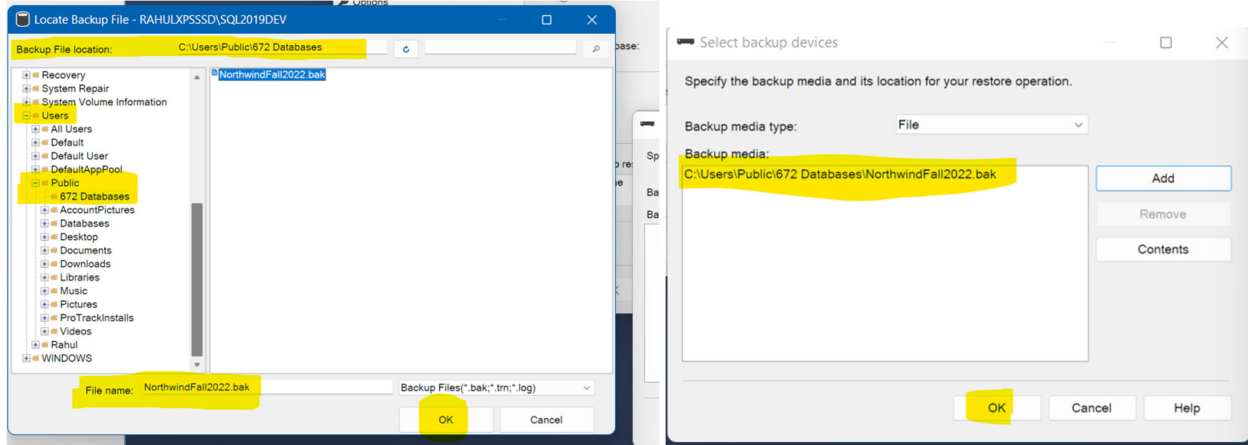 Options
Locate Backup File - RAHULXPSSSD\SQL2019DEV
Backup File location: C:\Users\Public\672 Databases
Recovery
System Repair
System Volume Information
Users
All Users
Default
Default User
DefaultAppPool
Public
672 Databases
AccountPictures
Databases
Desktop
Documents
Downloads
Libraries
Music
Pictures
ProTrackInstalls
Videos
Rahul
WINDOWS
NorthwindFall2022.bak
File name: NorthwindFall2022.bak
Backup Files(*.bak;*.trn;*.log)
OK Cancel
base:
Sp
Ba
Ba
Select backup devices
Specify the backup media and its location for your restore operation.
Backup media type: File
Backup media:
C:\Users\Public\672 Databases\NorthwindFall2022.bak
Add
Remove
Contents
OK Cancel Help